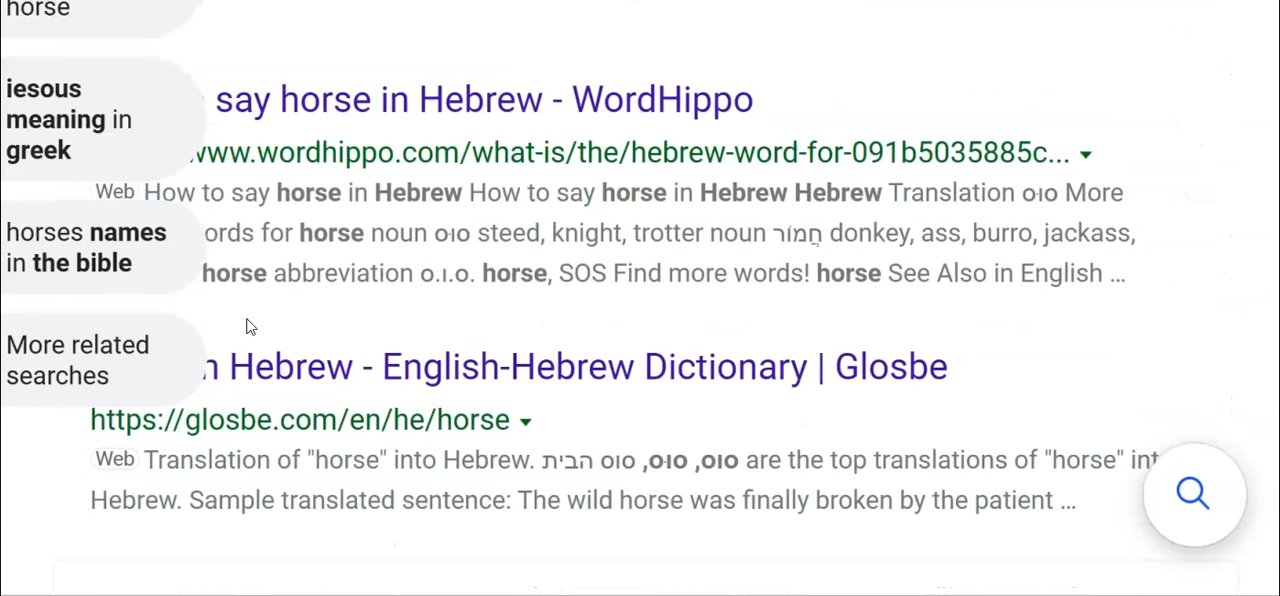 horse
iesous
meaning in
greek
horses names
in the bible
More related
searches
say horse in Hebrew - WordHippo
www.wordhippo.com/what-is/the/hebrew-word-for-091b5035885c...
Web How to say horse in Hebrew How to say horse in Hebrew Hebrew Translation סוּס More
ords for horse noun סוּס steed, knight, trotter noun חֲמוֹר donkey, ass, burro, jackass,
horse abbreviation ס.ו.ס. horse, SOS Find more words! horse See Also in English ...
n Hebrew - English-Hebrew Dictionary | Glosbe
https://glosbe.com/en/he/horse
Web Translation of "horse" into Hebrew. סוס, סוּס, סוס הבית are the top translations of "horse" int
Hebrew. Sample translated sentence: The wild horse was finally broken by the patient ...